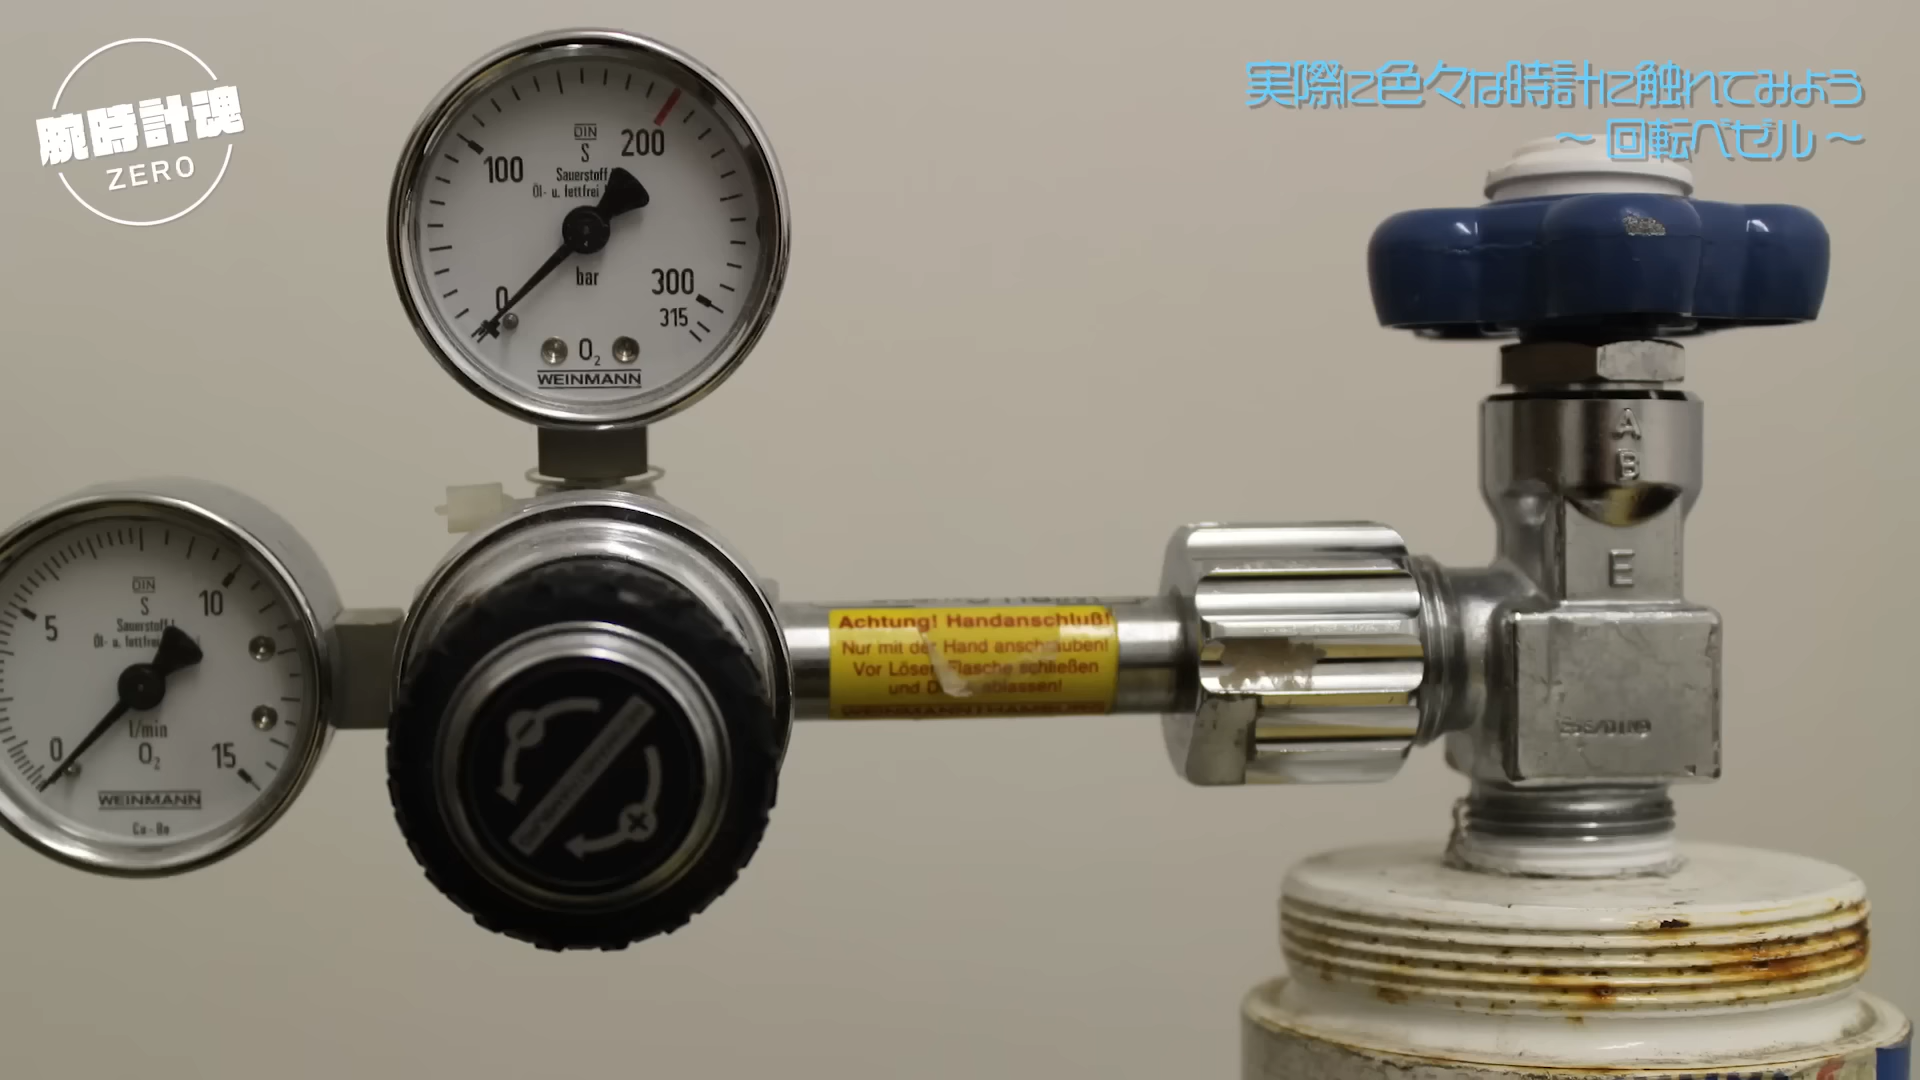 腕時計魂
ZERO
実際に色々な時計に触れてみよう
～ 回転ベゼル ～
DIN
S
Sauerstoff
Öl- u. fettfrei
0
100
200
300
315
bar
O₂
WEINMANN
DIN
S
Sauerstoff
Öl- u. fettfrei
0
5
10
15
l/min
O₂
WEINMANN
Achtung! Handanschluß!
Nur mit der Hand anschrauben!
Vor Lösen Flasche schließen
und Druck ablassen!
WEINMANN HAMBURG
A
B
E